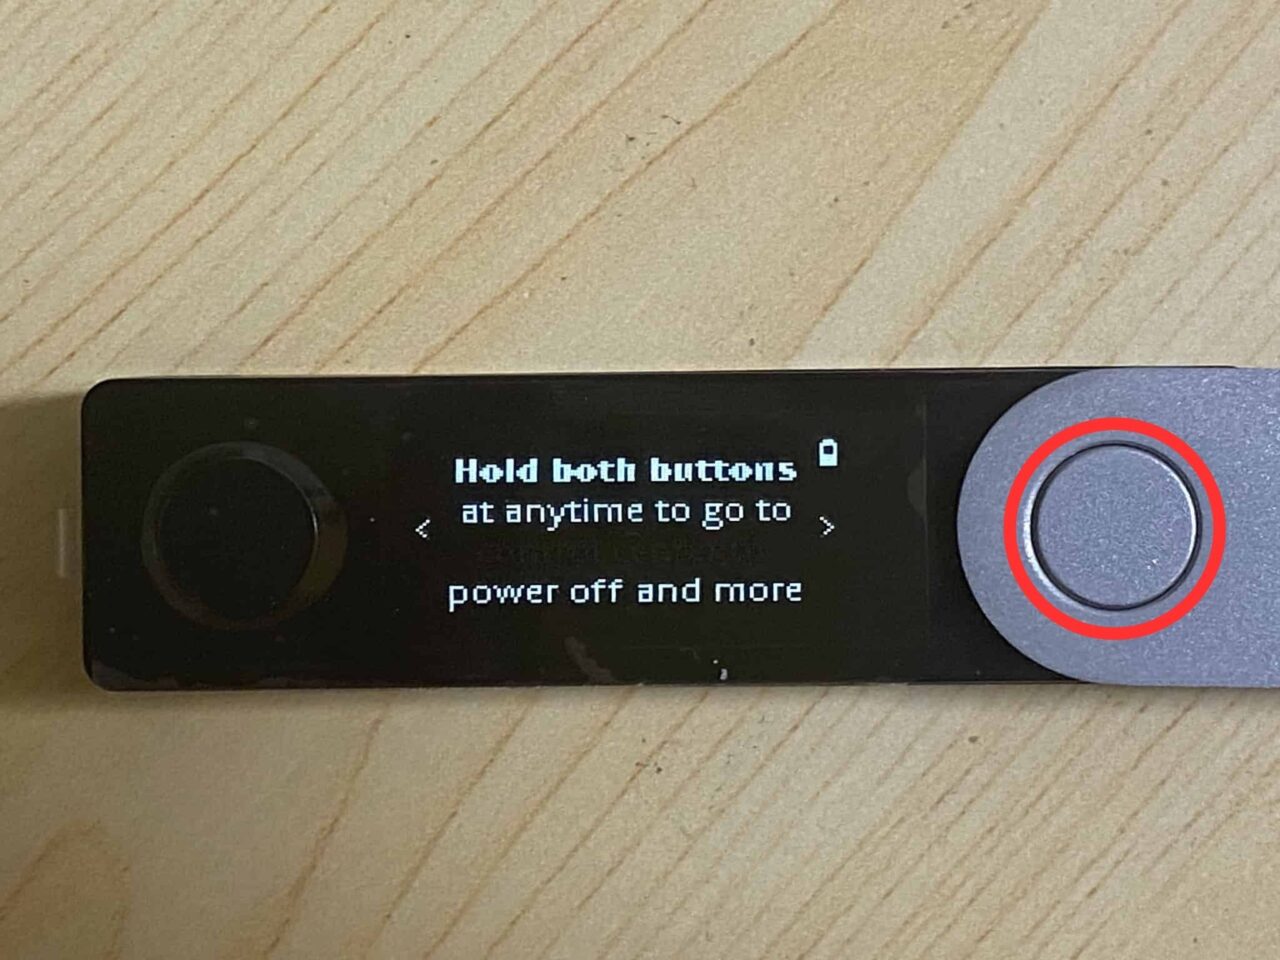 Hold both buttons
at anytime to go to
power off and more